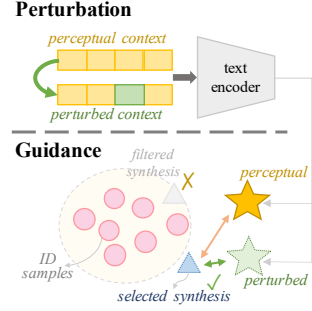 Perturbation
perceptual context
perturbed context
text
encoder
Guidance
filtered
synthesis
perceptual
ID
samples
selected synthesis
perturbed